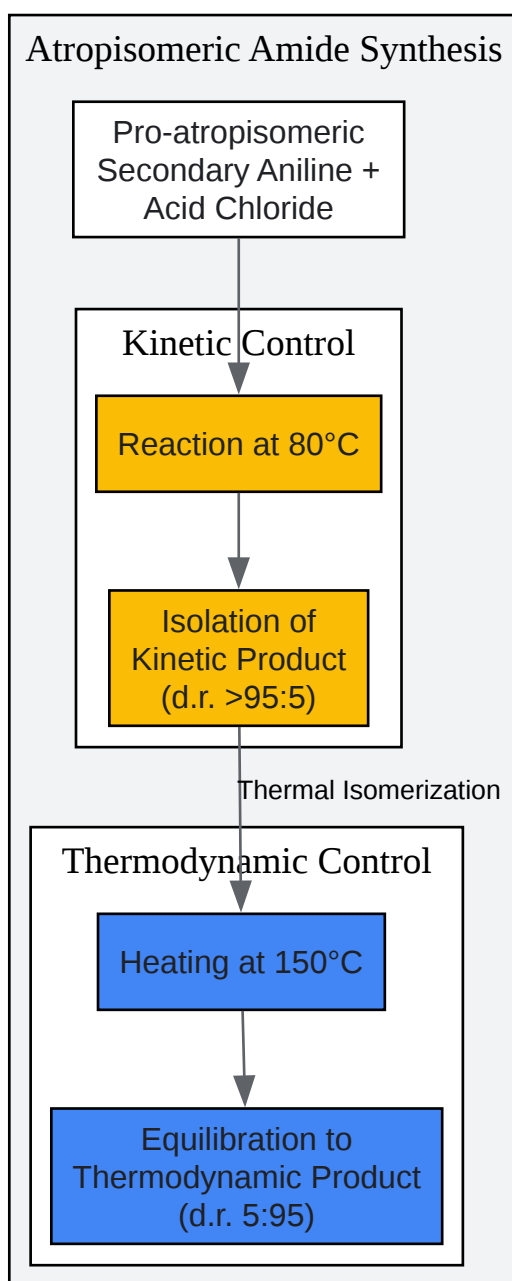 Atropisomeric Amide Synthesis
Pro-atropisomeric
Secondary Aniline +
Acid Chloride
Kinetic Control
Reaction at 80°C
Isolation of
Kinetic Product
(d.r. >95:5)
Thermal Isomerization
Thermodynamic Control
Heating at 150°C
Equilibration to
Thermodynamic Product
(d.r. 5:95)